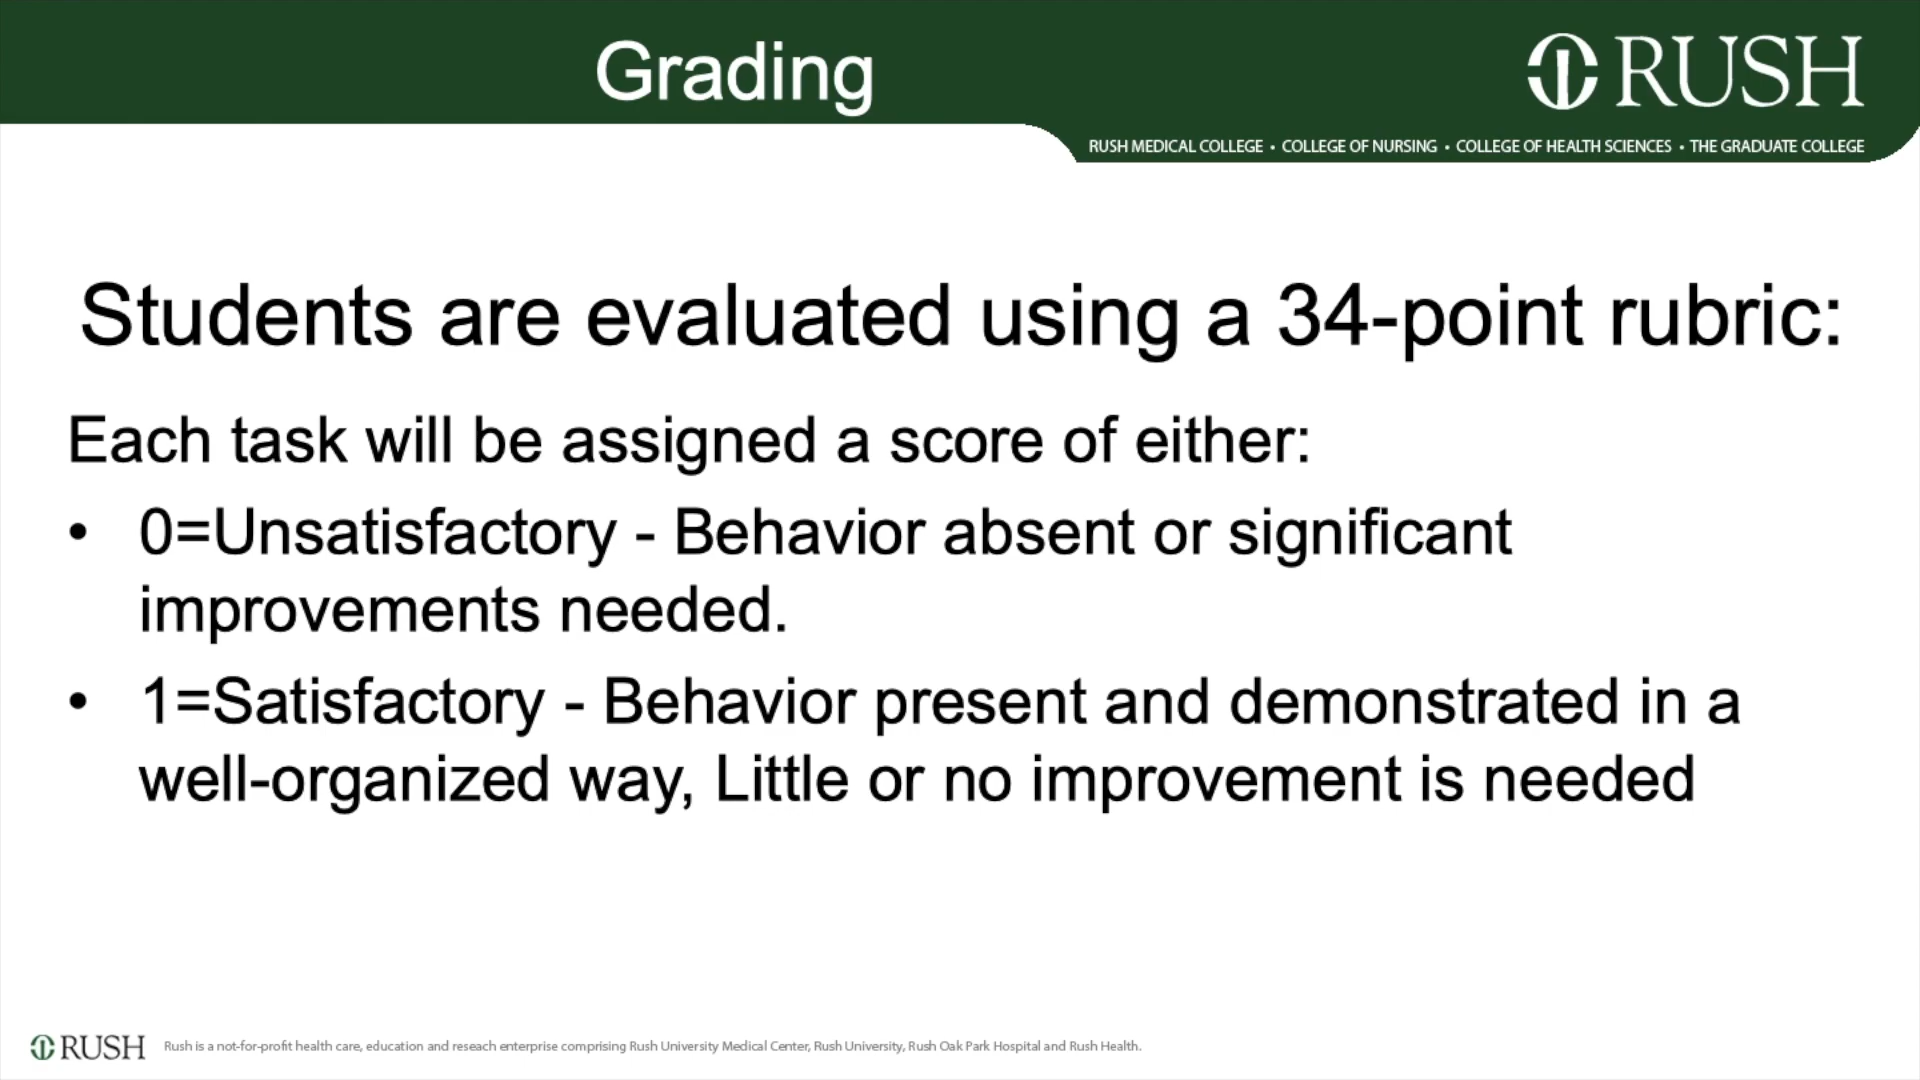 Grading
RUSH
RUSH MEDICAL COLLEGE • COLLEGE OF NURSING • COLLEGE OF HEALTH SCIENCES • THE GRADUATE COLLEGE
Students are evaluated using a 34-point rubric:
Each task will be assigned a score of either:
• 0=Unsatisfactory - Behavior absent or significant
improvements needed.
• 1=Satisfactory - Behavior present and demonstrated in a
well-organized way, Little or no improvement is needed
RUSH
Rush is a not-for-profit health care, education and reseach enterprise comprising Rush University Medical Center, Rush University, Rush Oak Park Hospital and Rush Health.